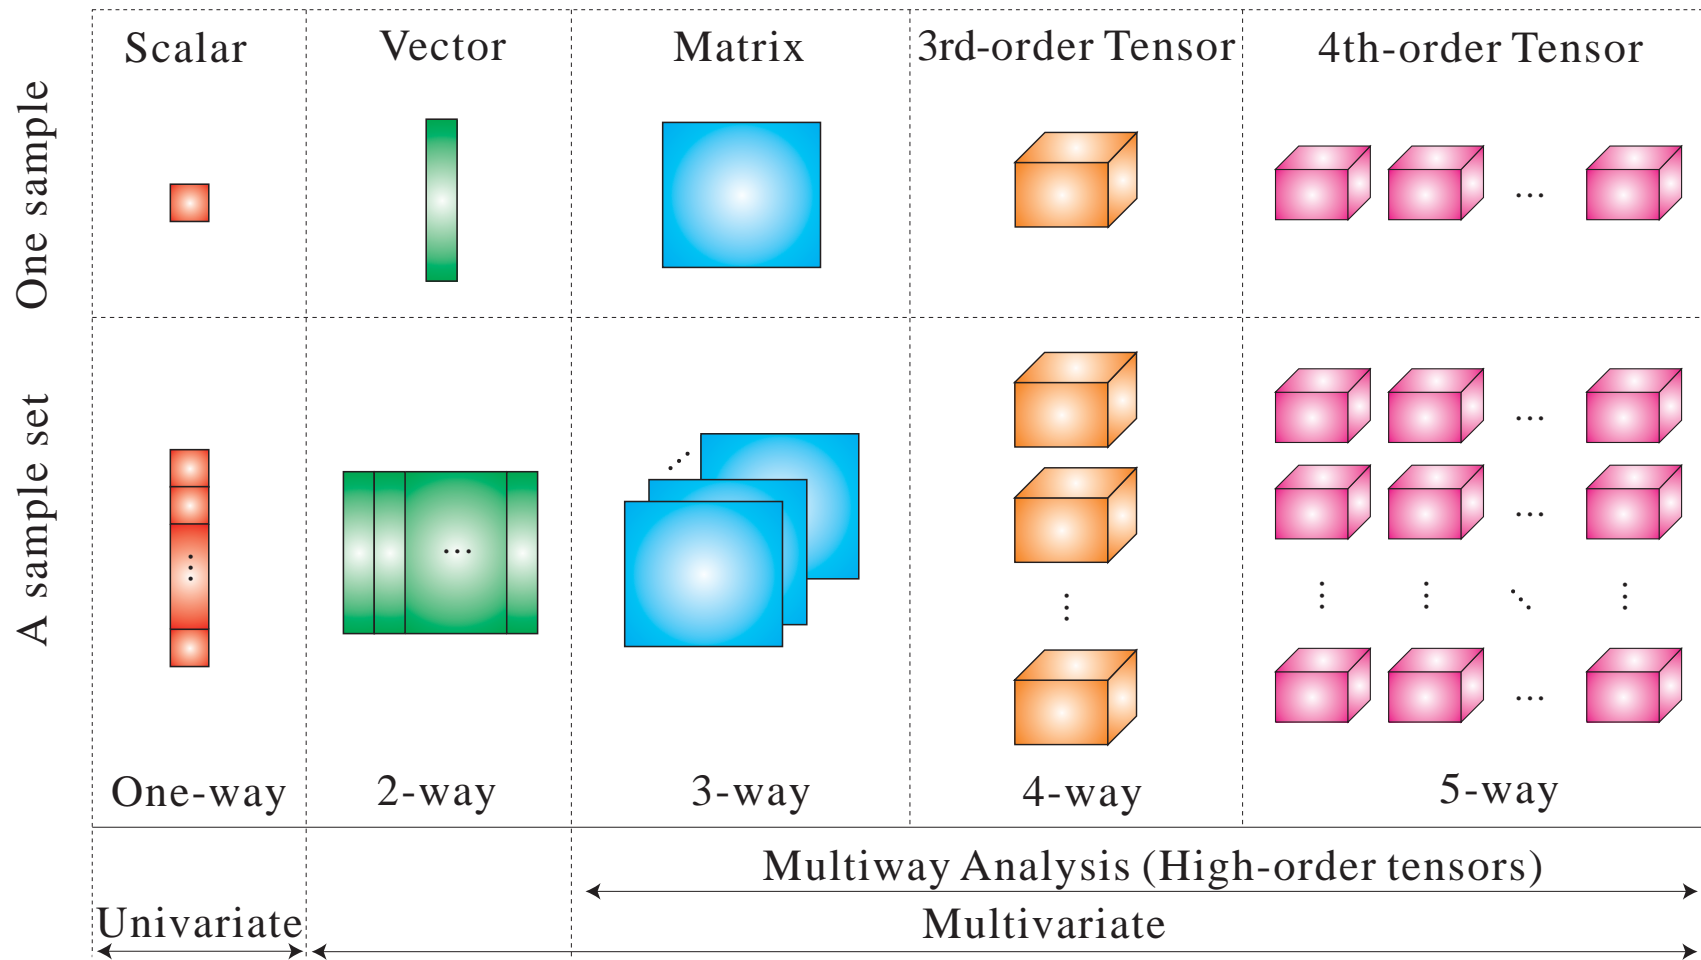 Scalar
Vector
Matrix
3rd-order Tensor
4th-order Tensor
One sample
A sample set
One-way
2-way
3-way
4-way
5-way
Multiway Analysis (High-order tensors)
Univariate
Multivariate